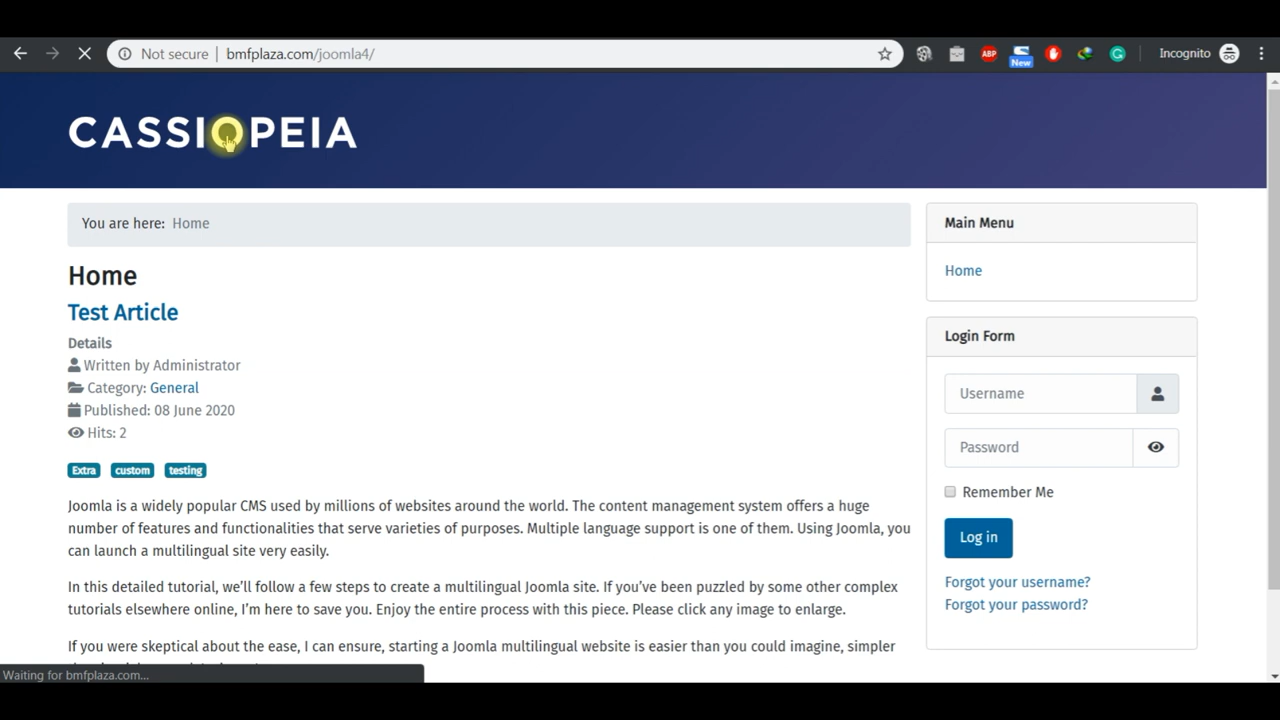 Not secure | bmfplaza.com/joomla4/
ABP
New
Incognito
CASSIOPEIA
You are here: Home
Home
Test Article
Details
Written by Administrator
Category: General
Published: 08 June 2020
Hits: 2
Extra custom testing
Joomla is a widely popular CMS used by millions of websites around the world. The content management system offers a huge
number of features and functionalities that serve varieties of purposes. Multiple language support is one of them. Using Joomla, you
can launch a multilingual site very easily.
In this detailed tutorial, we'll follow a few steps to create a multilingual Joomla site. If you've been puzzled by some other complex
tutorials elsewhere online, I'm here to save you. Enjoy the entire process with this piece. Please click any image to enlarge.
If you were skeptical about the ease, I can ensure, starting a Joomla multilingual website is easier than you could imagine, simpler
Main Menu
Home
Login Form
Username
Password
Remember Me
Log in
Forgot your username?
Forgot your password?
Waiting for bmfplaza.com...